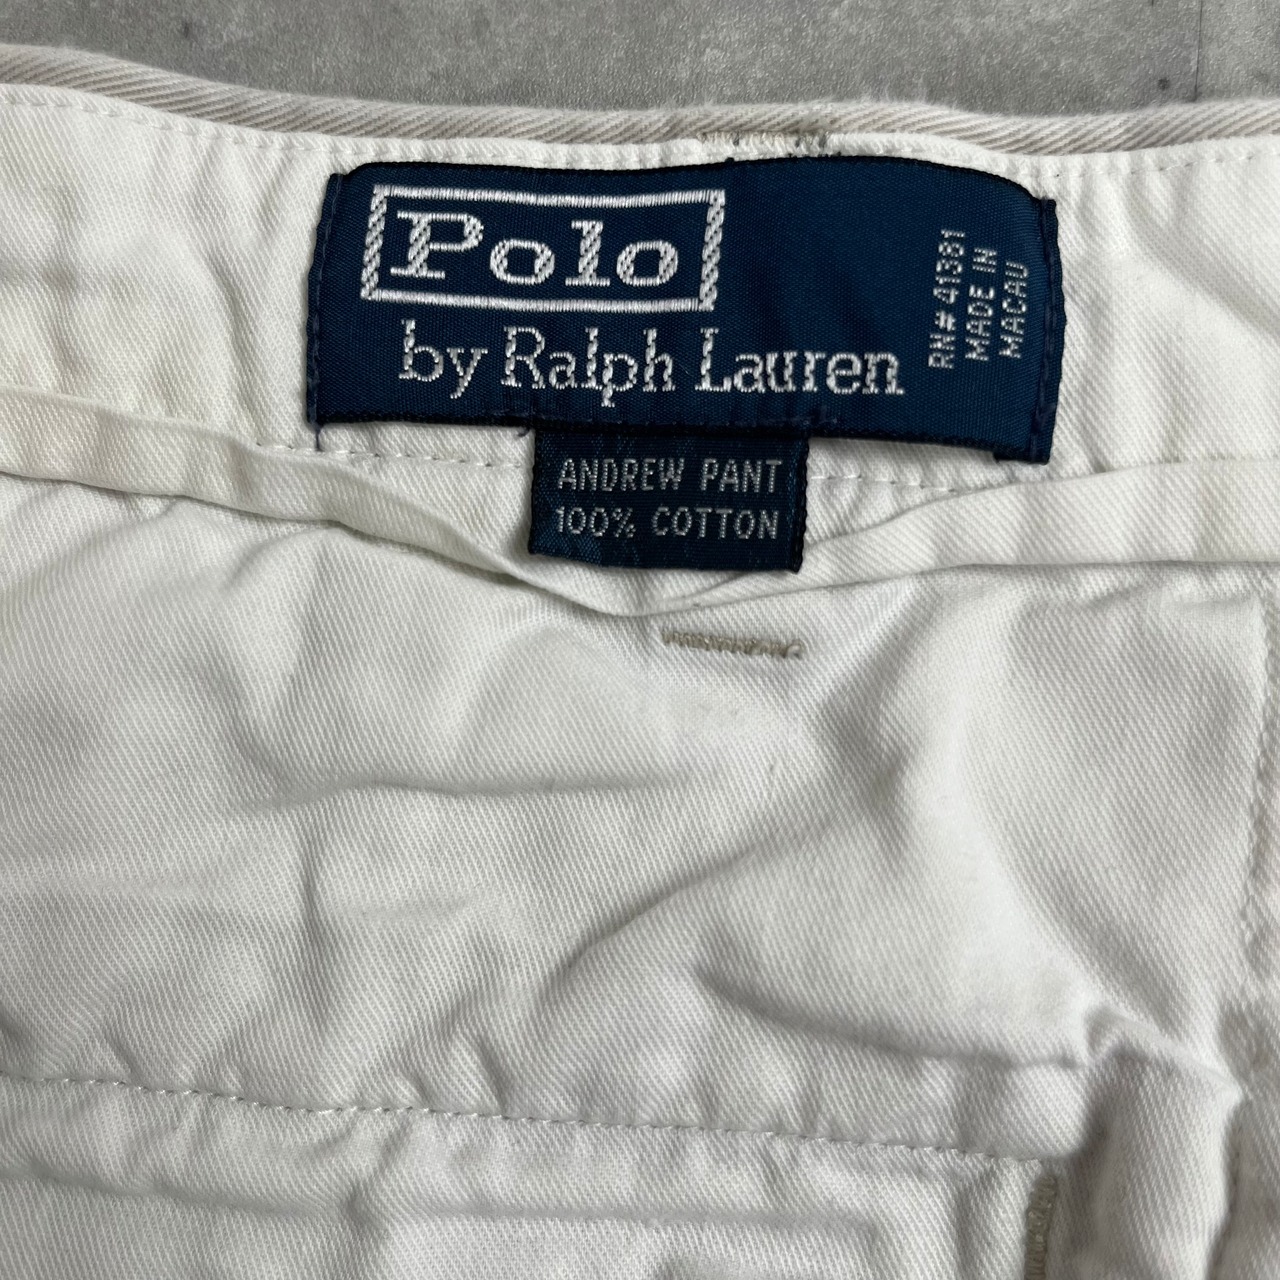 Polo
by Ralph Lauren
RN# 41381
MADE IN
MACAU
ANDREW PANT
100% COTTON